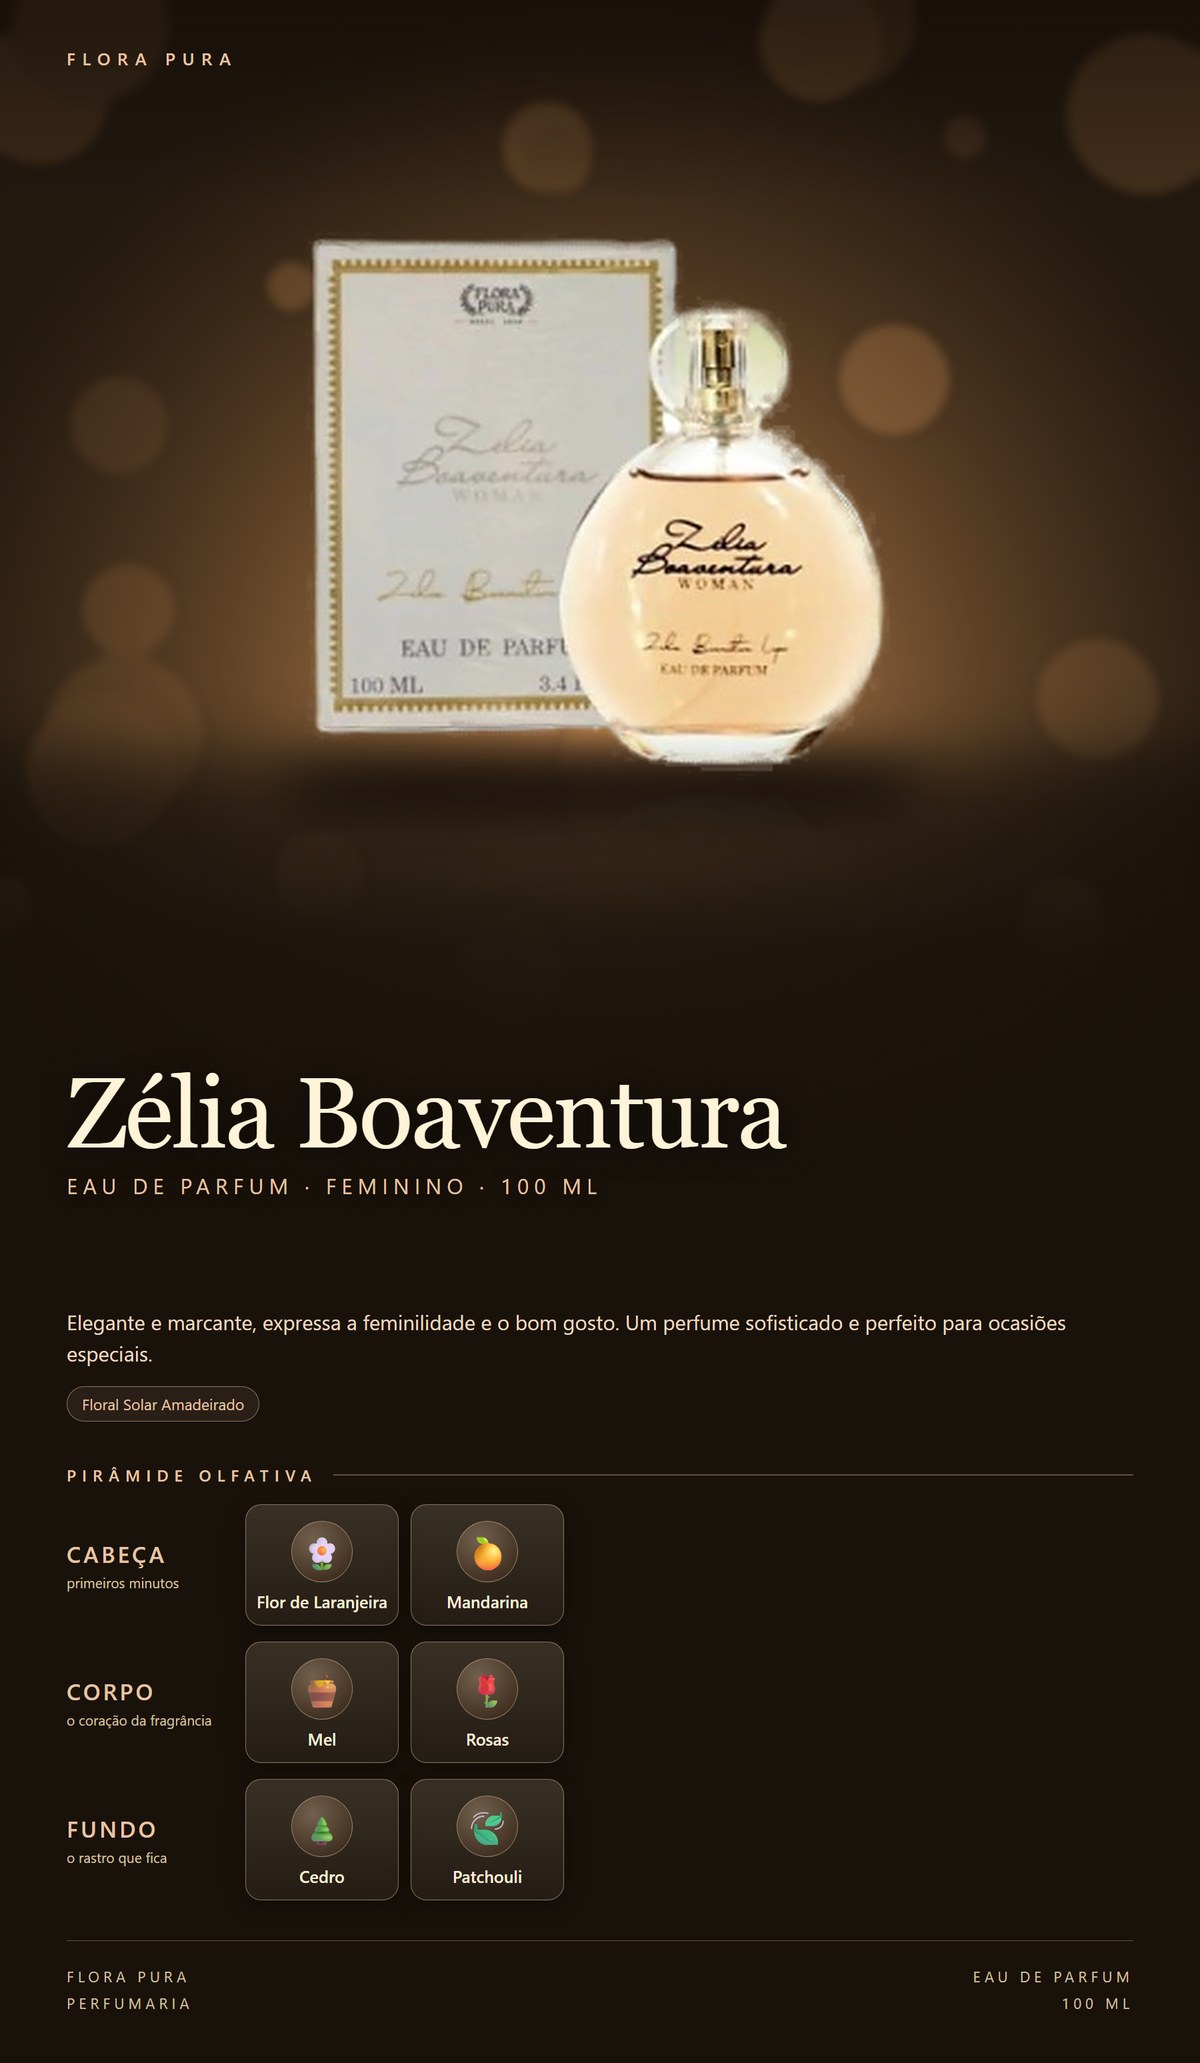 FLORA PURA
FLORA
PURA
Zélia
Boaventura
WOMAN
EAU DE PARFU
100 ML
3.4
Zélia
Boaventura
WOMAN
EAU DE PARFUM
Zélia Boaventura
EAU DE PARFUM · FEMININO · 100 ML
Elegante e marcante, expressa a feminilidade e o bom gosto. Um perfume sofisticado e perfeito para ocasiões
especiais.
Floral Solar Amadeirado
PIRÂMIDE OLFATIVA
CABEÇA
primeiros minutos
Flor de Laranjeira
Mandarina
CORPO
o coração da fragrância
Mel
Rosas
FUNDO
o rastro que fica
Cedro
Patchouli
FLORA PURA
PERFUMARIA
EAU DE PARFUM
100 ML